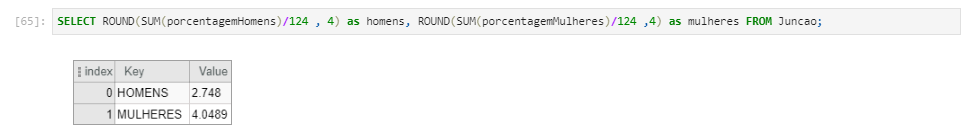 [65]: SELECT ROUND(SUM(porcentagemHomens)/124 , 4) as homens, ROUND(SUM(porcentagemMulheres)/124 ,4) as mulheres FROM Juncao;
index Key Value
0 HOMENS 2.748
1 MULHERES 4.0489